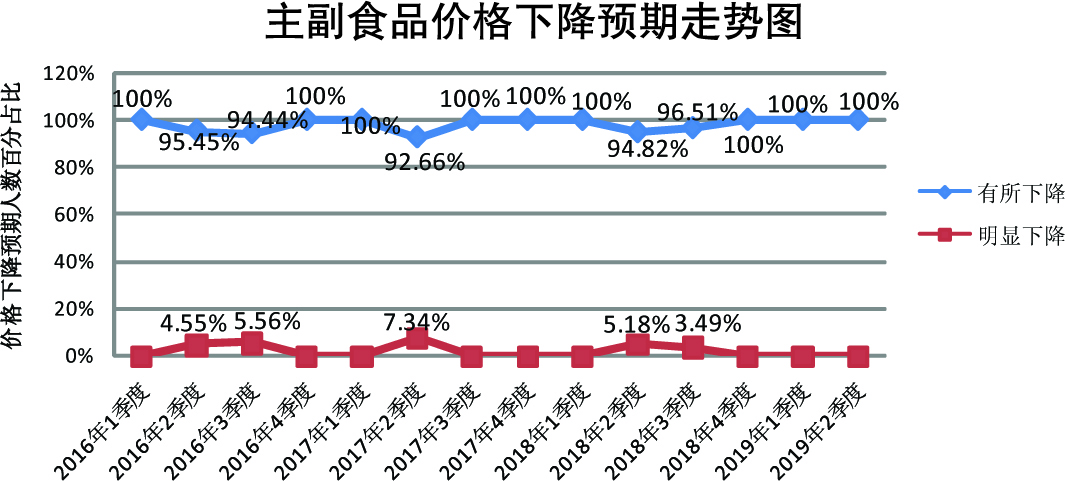 主副食品价格下降预期走势图
价格下降预期人数百分占比
120%
100%
80%
60%
40%
20%
0%
100%
95.45%
94.44%
100%
100%
92.66%
100%
100%
100%
94.82%
96.51%
100%
100%
100%
4.55%
5.56%
7.34%
5.18%
3.49%
2016年1季度
2016年2季度
2016年3季度
2016年4季度
2017年1季度
2017年2季度
2017年3季度
2017年4季度
2018年1季度
2018年2季度
2018年3季度
2018年4季度
2019年1季度
2019年2季度
有所下降
明显下降